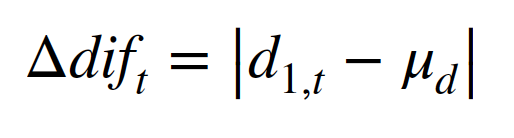 Δdif_t = |d_{1,t} − μ_d|